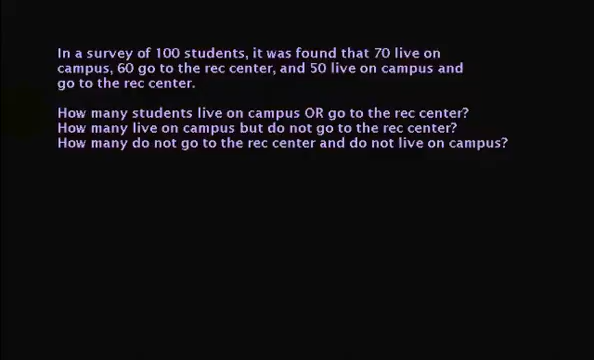 In a survey of 100 students, it was found that 70 live on
campus, 60 go to the rec center, and 50 live on campus and
go to the rec center.
How many students live on campus OR go to the rec center?
How many live on campus but do not go to the rec center?
How many do not go to the rec center and do not live on campus?